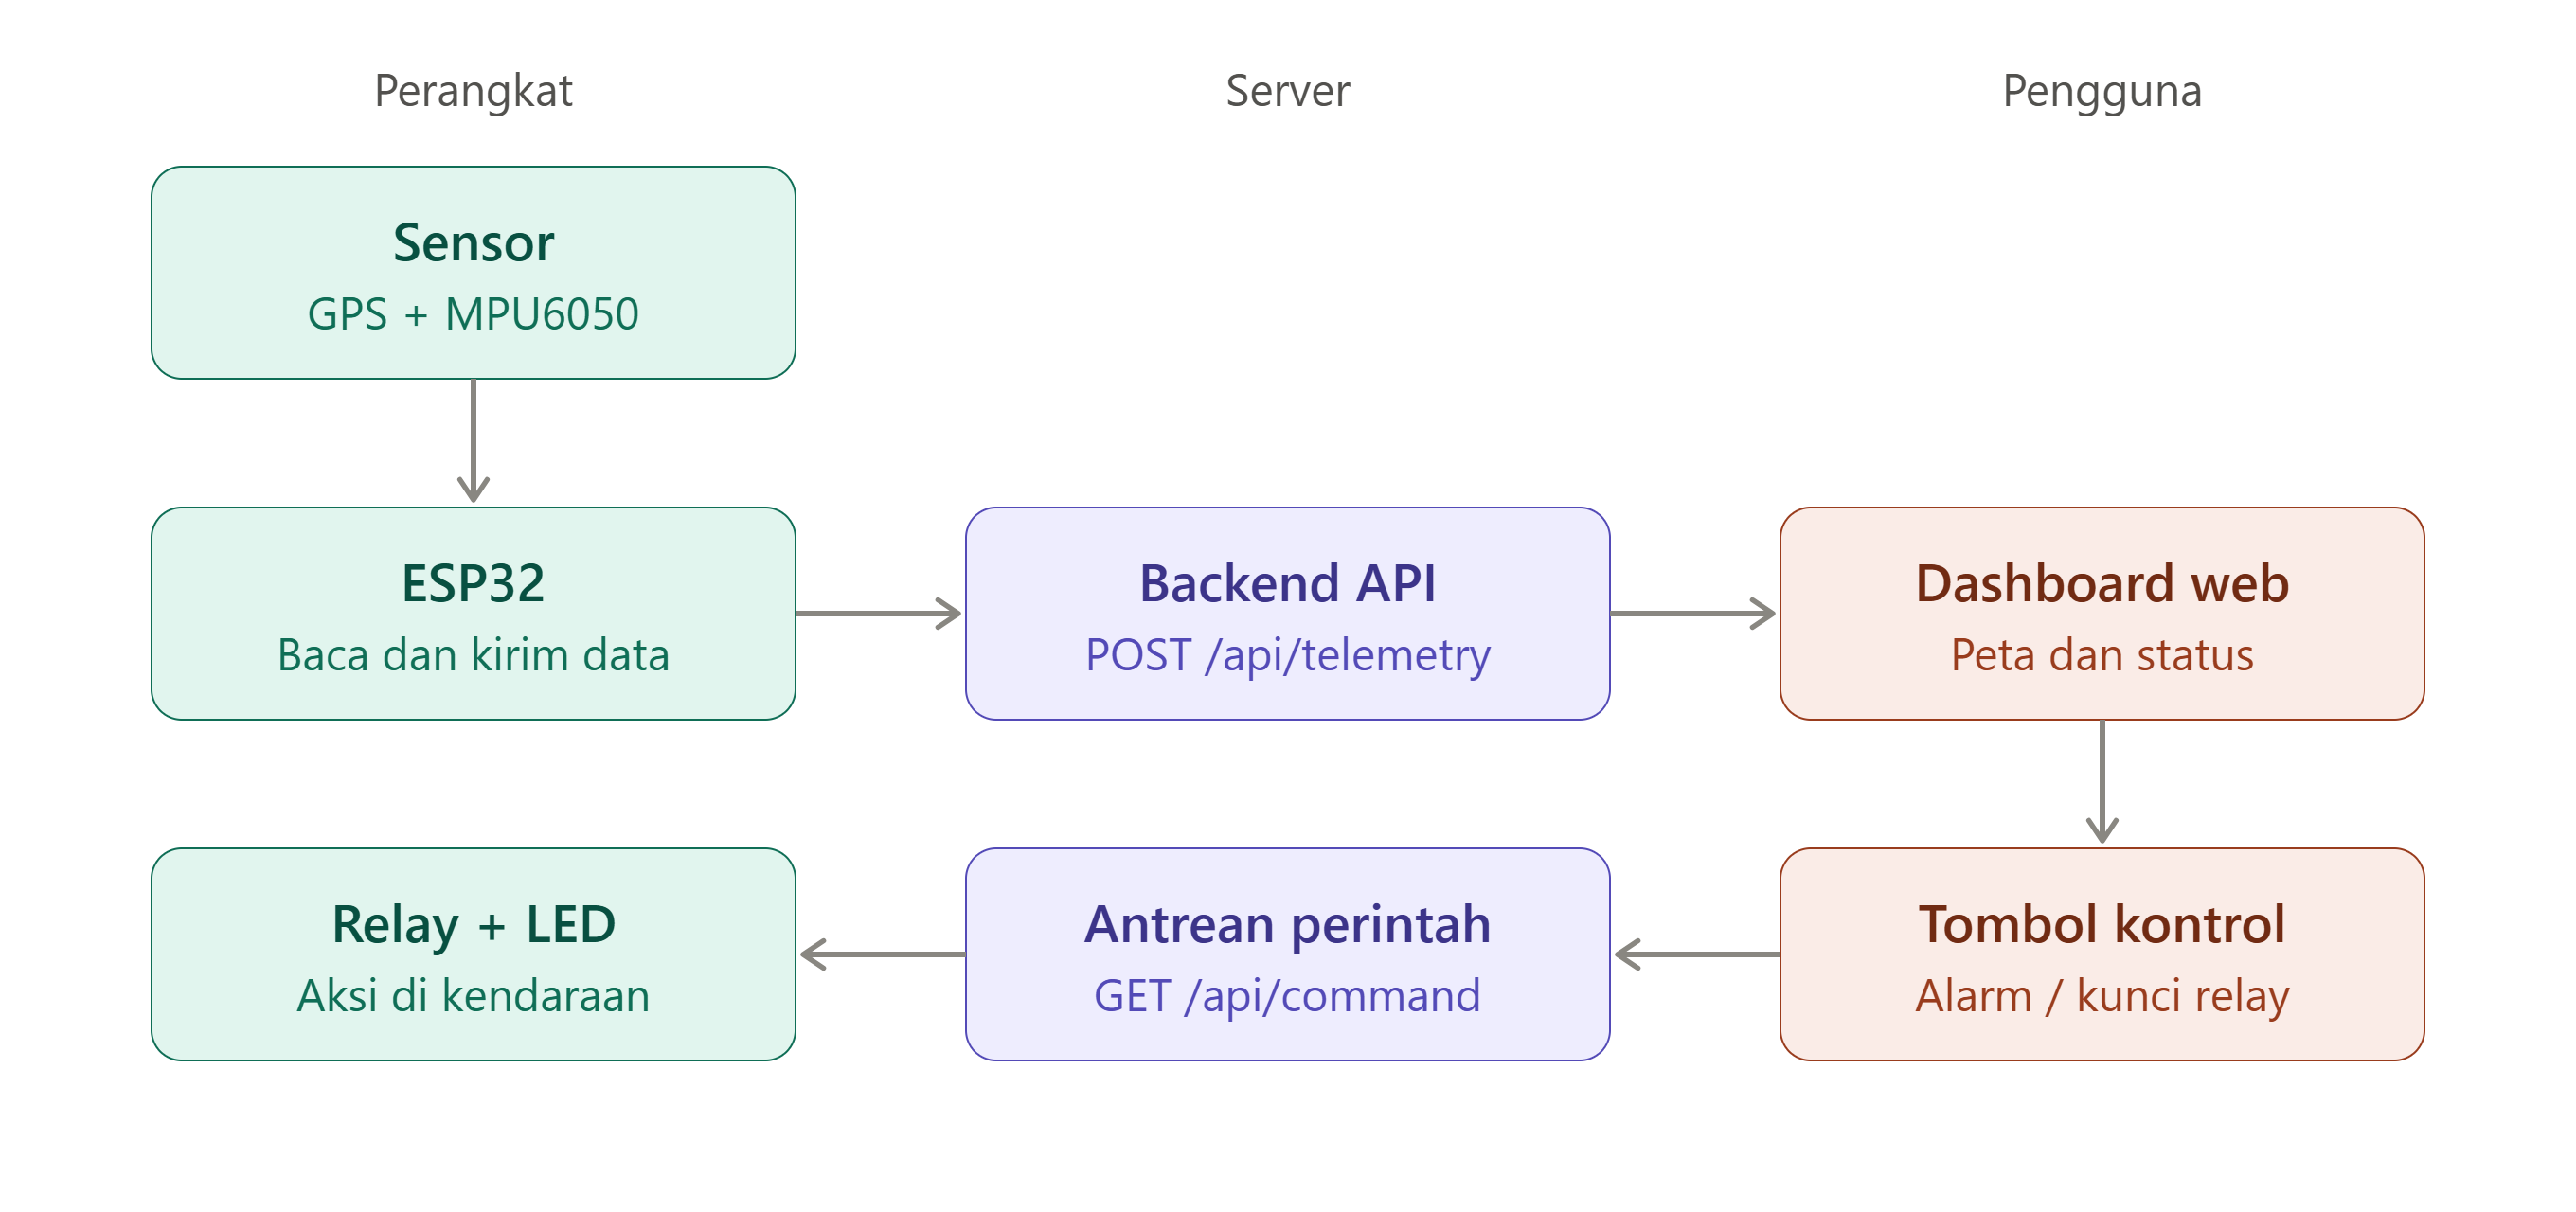 Perangkat
Server
Pengguna
Sensor
GPS + MPU6050
ESP32
Baca dan kirim data
Backend API
POST /api/telemetry
Dashboard web
Peta dan status
Relay + LED
Aksi di kendaraan
Antrean perintah
GET /api/command
Tombol kontrol
Alarm / kunci relay